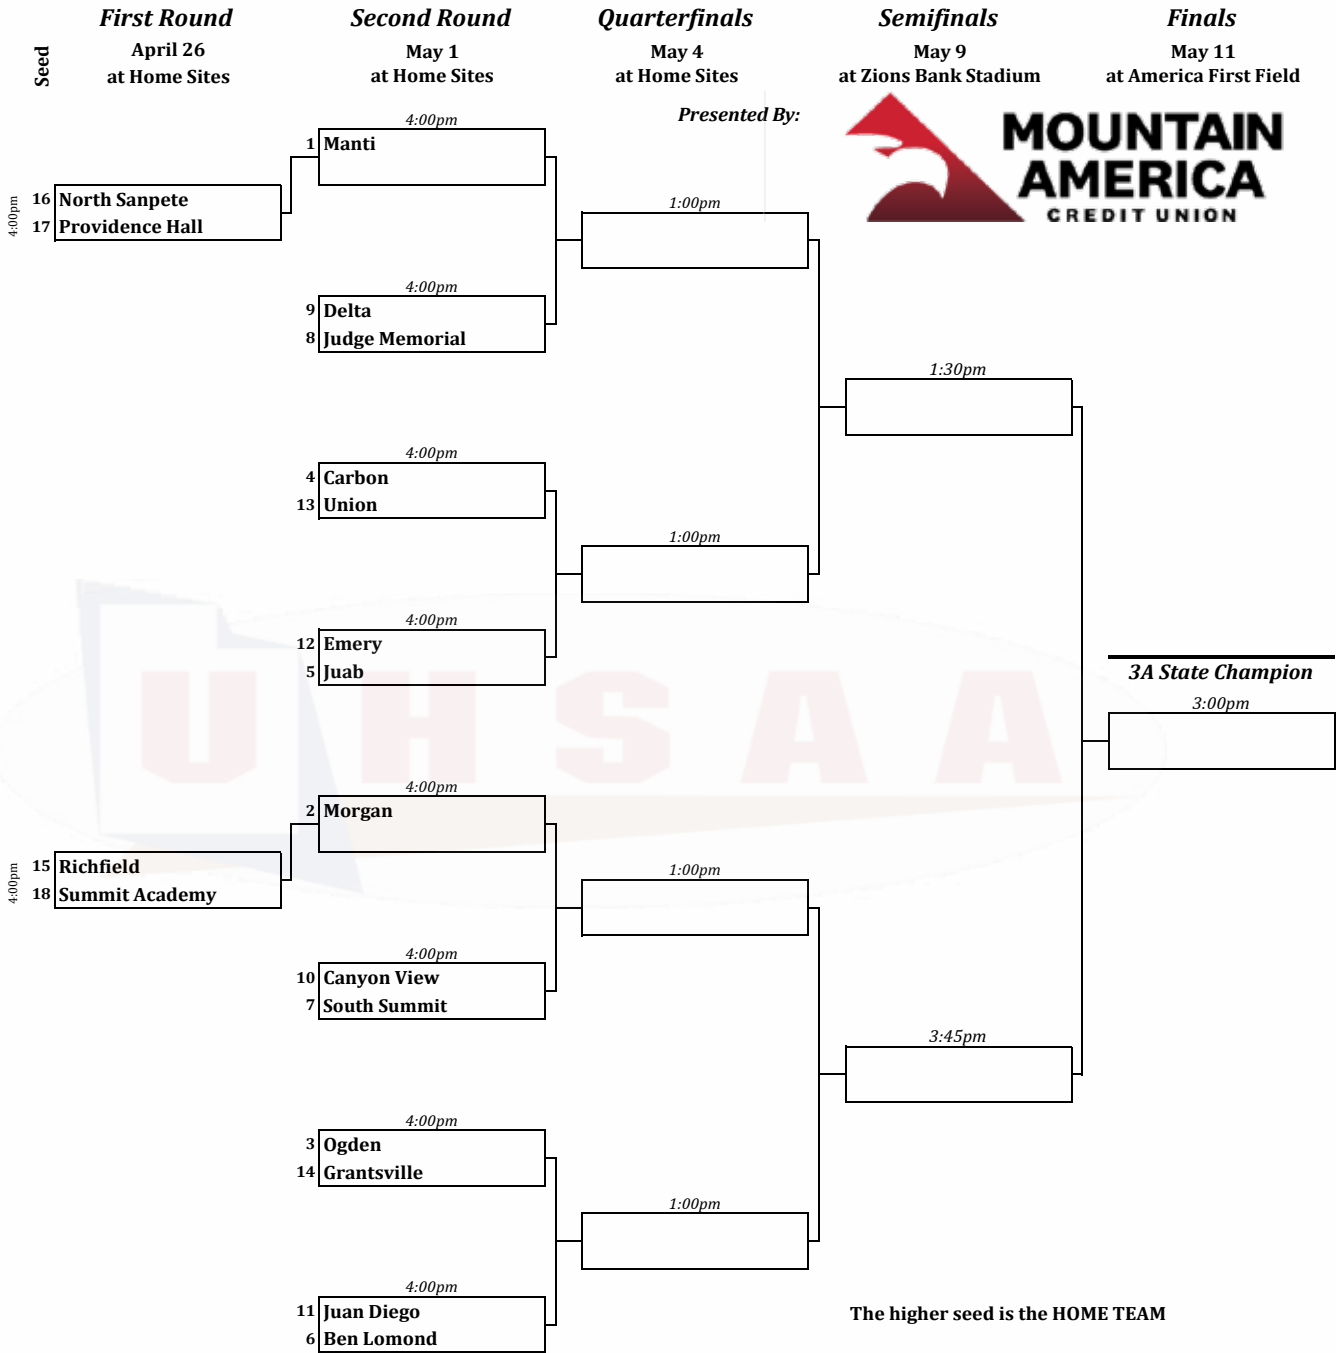 First Round
April 26
at Home Sites
Second Round
May 1
at Home Sites
Quarterfinals
May 4
at Home Sites
Semifinals
May 9
at Zions Bank Stadium
Finals
May 11
at America First Field
Seed
Presented By:
MOUNTAIN
AMERICA
CREDIT UNION
4:00pm
1 Manti
4:00pm
16 North Sanpete
17 Providence Hall
1:00pm
4:00pm
9 Delta
8 Judge Memorial
1:30pm
4:00pm
4 Carbon
13 Union
1:00pm
4:00pm
12 Emery
5 Juab
UHSAA
3A State Champion
3:00pm
4:00pm
2 Morgan
4:00pm
15 Richfield
18 Summit Academy
1:00pm
4:00pm
10 Canyon View
7 South Summit
3:45pm
4:00pm
3 Ogden
14 Grantsville
1:00pm
4:00pm
11 Juan Diego
6 Ben Lomond
The higher seed is the HOME TEAM